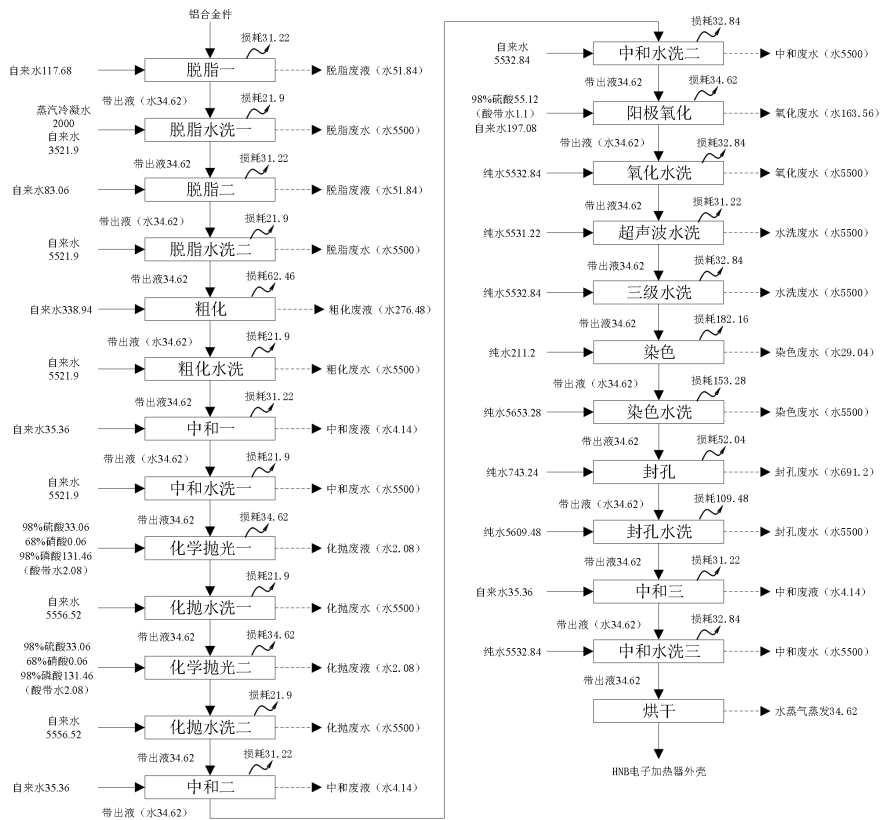 铝合金件
损耗31.22
自来水117.68
脱脂一
脱脂废液（水51.84）
带出液（水34.62）
损耗21.9
蒸汽冷凝水
2000
自来水
3521.9
脱脂水洗一
脱脂废水（水5500）
带出液34.62
损耗31.22
自来水83.06
脱脂二
脱脂废液（水51.84）
带出液（水34.62）
损耗21.9
自来水
5521.9
脱脂水洗二
脱脂废水（水5500）
带出液34.62
损耗62.46
自来水338.94
粗化
粗化废液（水276.48）
带出液（水34.62）
损耗21.9
自来水
5521.9
粗化水洗
粗化废水（水5500）
带出液34.62
损耗31.22
自来水35.36
中和一
中和废液（水4.14）
带出液（水34.62）
损耗21.9
自来水
5521.9
中和水洗一
中和废水（水5500）
带出液34.62
损耗34.62
98%硫酸33.06
68%硝酸0.06
98%磷酸131.46
（酸带水2.08）
化学抛光一
化抛废液（水2.08）
带出液34.62
损耗21.9
自来水
5556.52
化抛水洗一
化抛废水（水5500）
带出液34.62
损耗34.62
98%硫酸33.06
68%硝酸0.06
98%磷酸131.46
（酸带水2.08）
化学抛光二
化抛废液（水2.08）
损耗21.9
自来水
5556.52
化抛水洗二
化抛废水（水5500）
带出液34.62
损耗31.22
自来水35.36
中和二
中和废液（水4.14）
带出液（水34.62）
损耗32.84
自来水
5532.84
中和水洗二
中和废水（水5500）
带出液34.62
损耗34.62
98%硫酸55.12
（酸带水1.1）
自来水197.08
阳极氧化
氧化废水（水163.56）
带出液（水34.62）
损耗32.84
纯水5532.84
氧化水洗
氧化废水（水5500）
带出液34.62
损耗31.22
纯水5531.22
超声波水洗
水洗废水（水5500）
带出液34.62
损耗32.84
纯水5532.84
三级水洗
水洗废水（水5500）
带出液34.62
损耗182.16
纯水211.2
染色
染色废水（水29.04）
带出液（水34.62）
损耗153.28
纯水5653.28
染色水洗
染色废水（水5500）
带出液34.62
损耗52.04
纯水743.24
封孔
封孔废水（水691.2）
带出液（水34.62）
损耗109.48
纯水5609.48
封孔水洗
封孔废水（水5500）
带出液34.62
损耗31.22
自来水35.36
中和三
中和废液（水4.14）
带出液（水34.62）
损耗32.84
纯水5532.84
中和水洗三
中和废水（水5500）
带出液34.62
烘干
水蒸气蒸发34.62
HNB电子加热器外壳